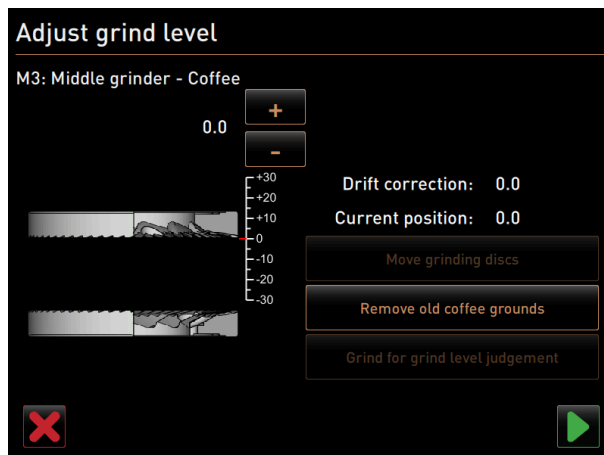 Adjust grind level
M3: Middle grinder - Coffee
+
0.0
-
+30
+20
+10
0
-10
-20
-30
Drift correction: 0.0
Current position: 0.0
Move grinding discs
Remove old coffee grounds
Grind for grind level judgement